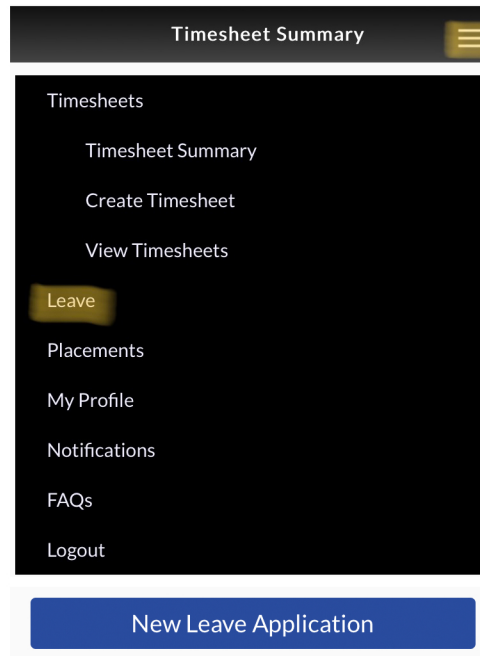 Timesheet Summary
Timesheets
Timesheet Summary
Create Timesheet
View Timesheets
Leave
Placements
My Profile
Notifications
FAQs
Logout
New Leave Application